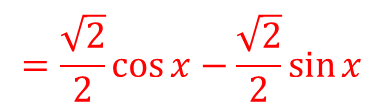 = √2/2 cos x − √2/2 sin x